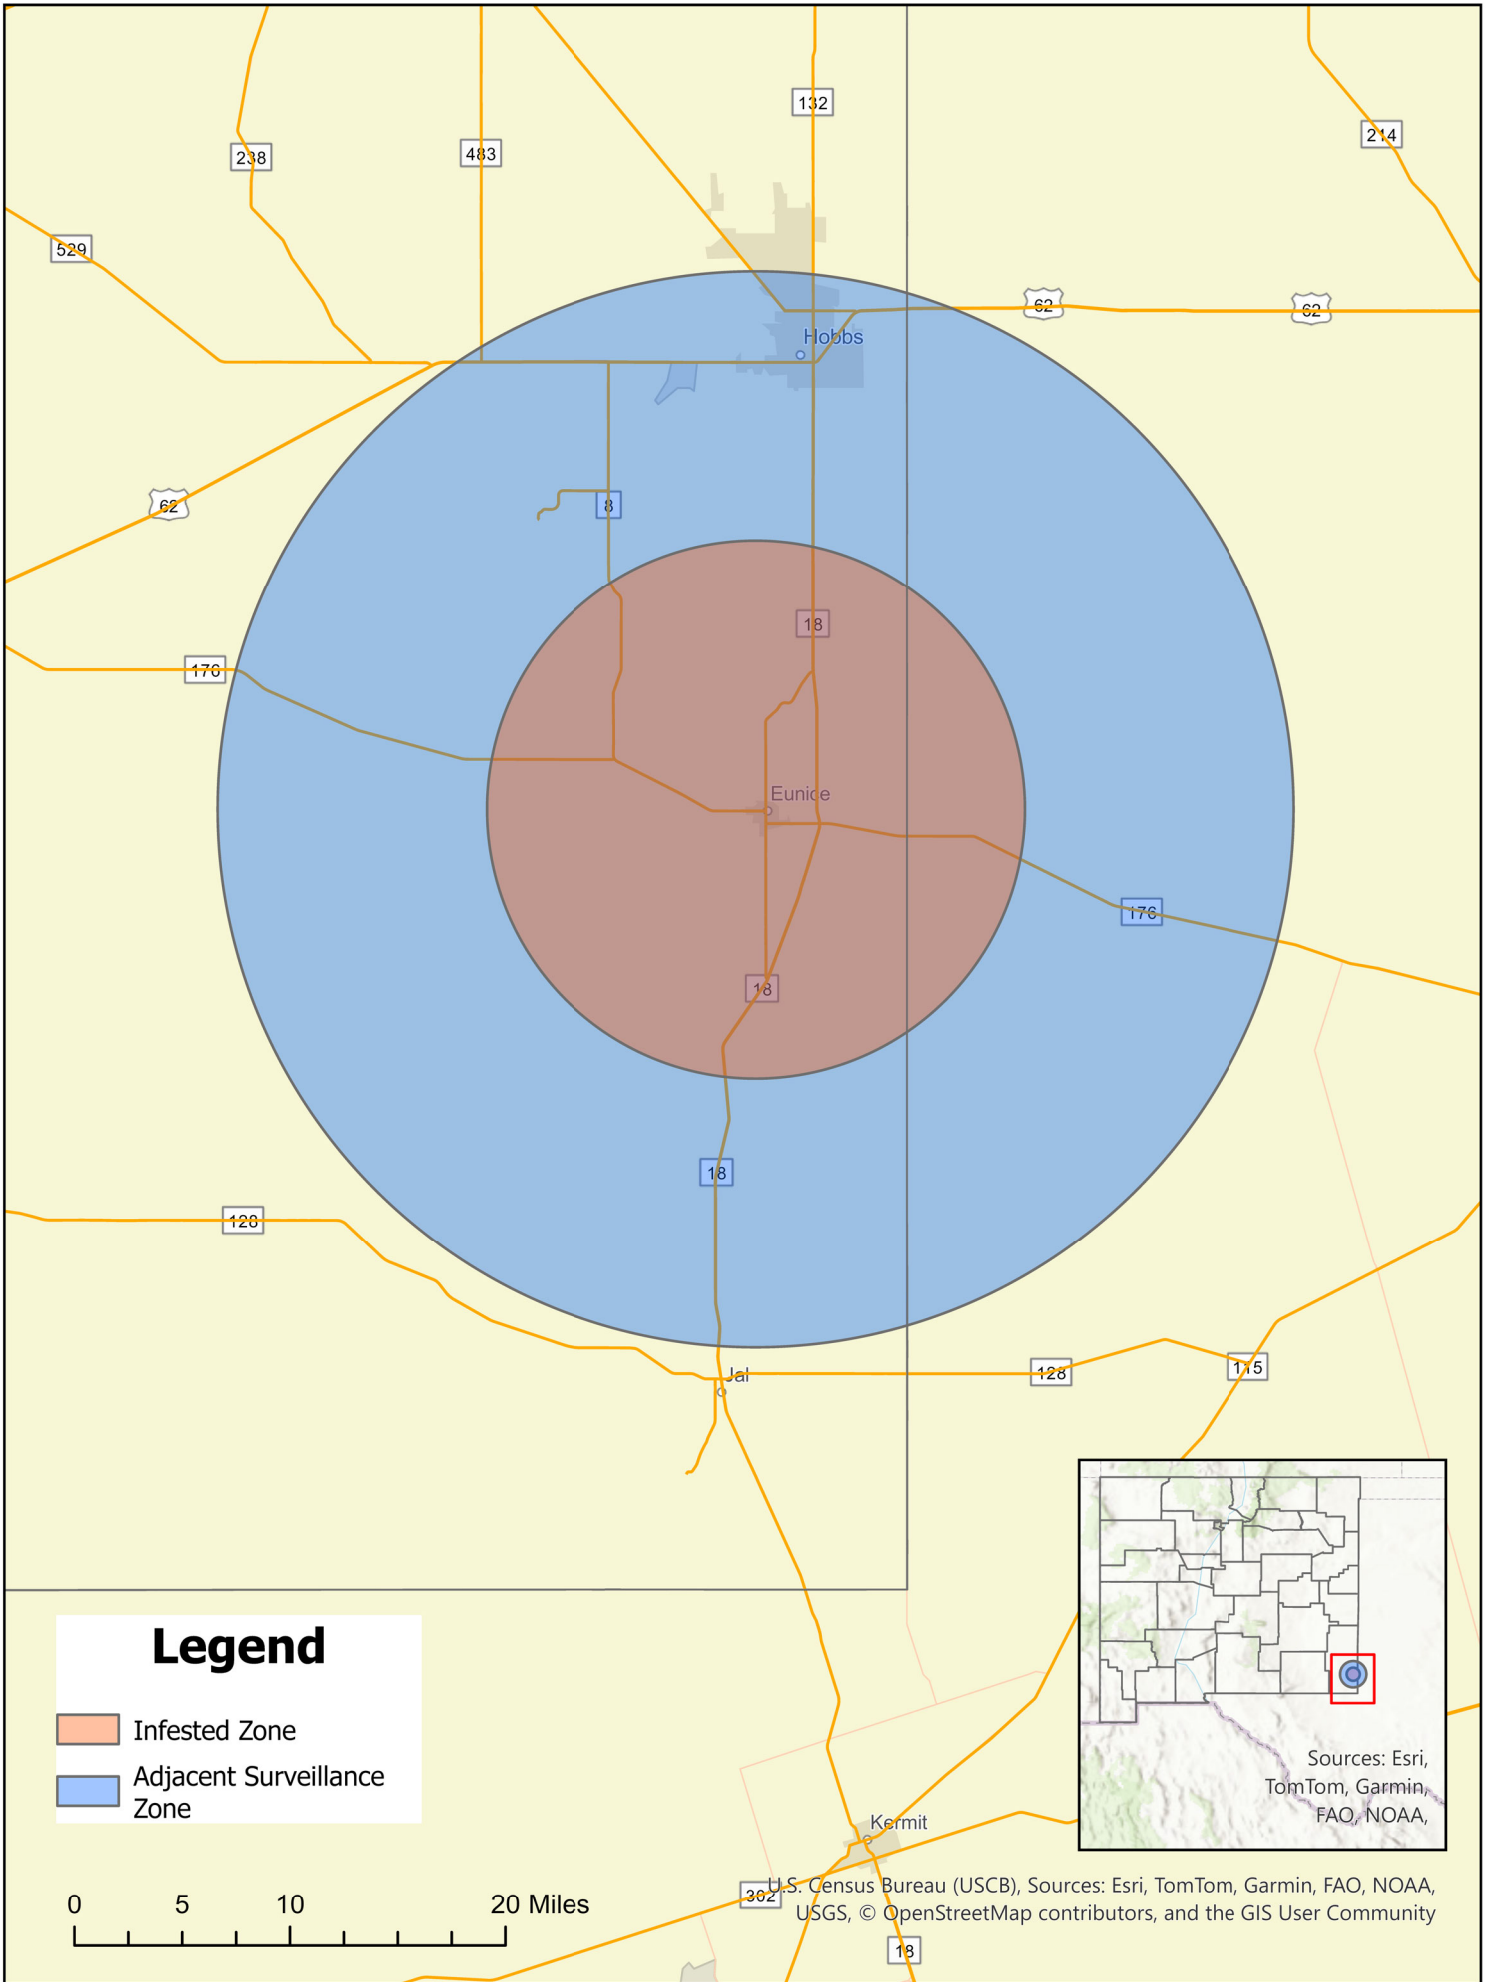 132
214
238
483
529
62
62
Hobbs
62
8
18
176
Eunice
176
18
18
128
Jal
128
115
Legend
Infested Zone
Adjacent Surveillance
Zone
Sources: Esri,
TomTom, Garmin,
FAO, NOAA,
Kermit
302
U.S. Census Bureau (USCB), Sources: Esri, TomTom, Garmin, FAO, NOAA,
USGS, © OpenStreetMap contributors, and the GIS User Community
0 5 10 20 Miles
18